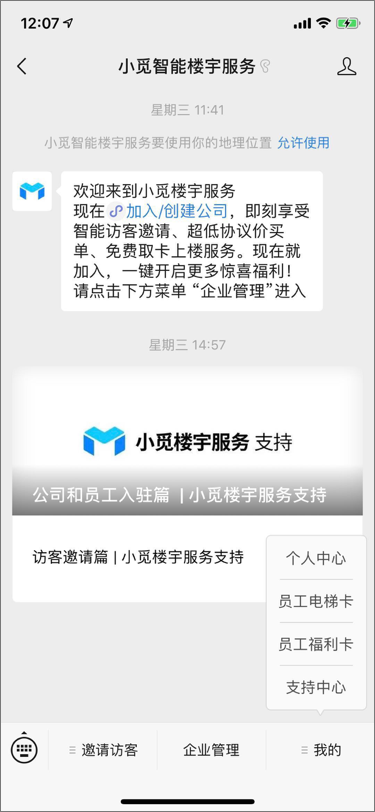 12:07
小觅智能楼宇服务
星期三 11:41
小觅智能楼宇服务要使用你的地理位置 允许使用
欢迎来到小觅楼宇服务
现在 加入/创建公司，即刻享受
智能访客邀请、超低协议价买
单、免费取卡上楼服务。现在就
加入，一键开启更多惊喜福利！
请点击下方菜单 “企业管理”进入
星期三 14:57
小觅楼宇服务 支持
公司和员工入驻篇 | 小觅楼宇服务支持
访客邀请篇 | 小觅楼宇服务支持
个人中心
员工电梯卡
员工福利卡
支持中心
邀请访客
企业管理
我的